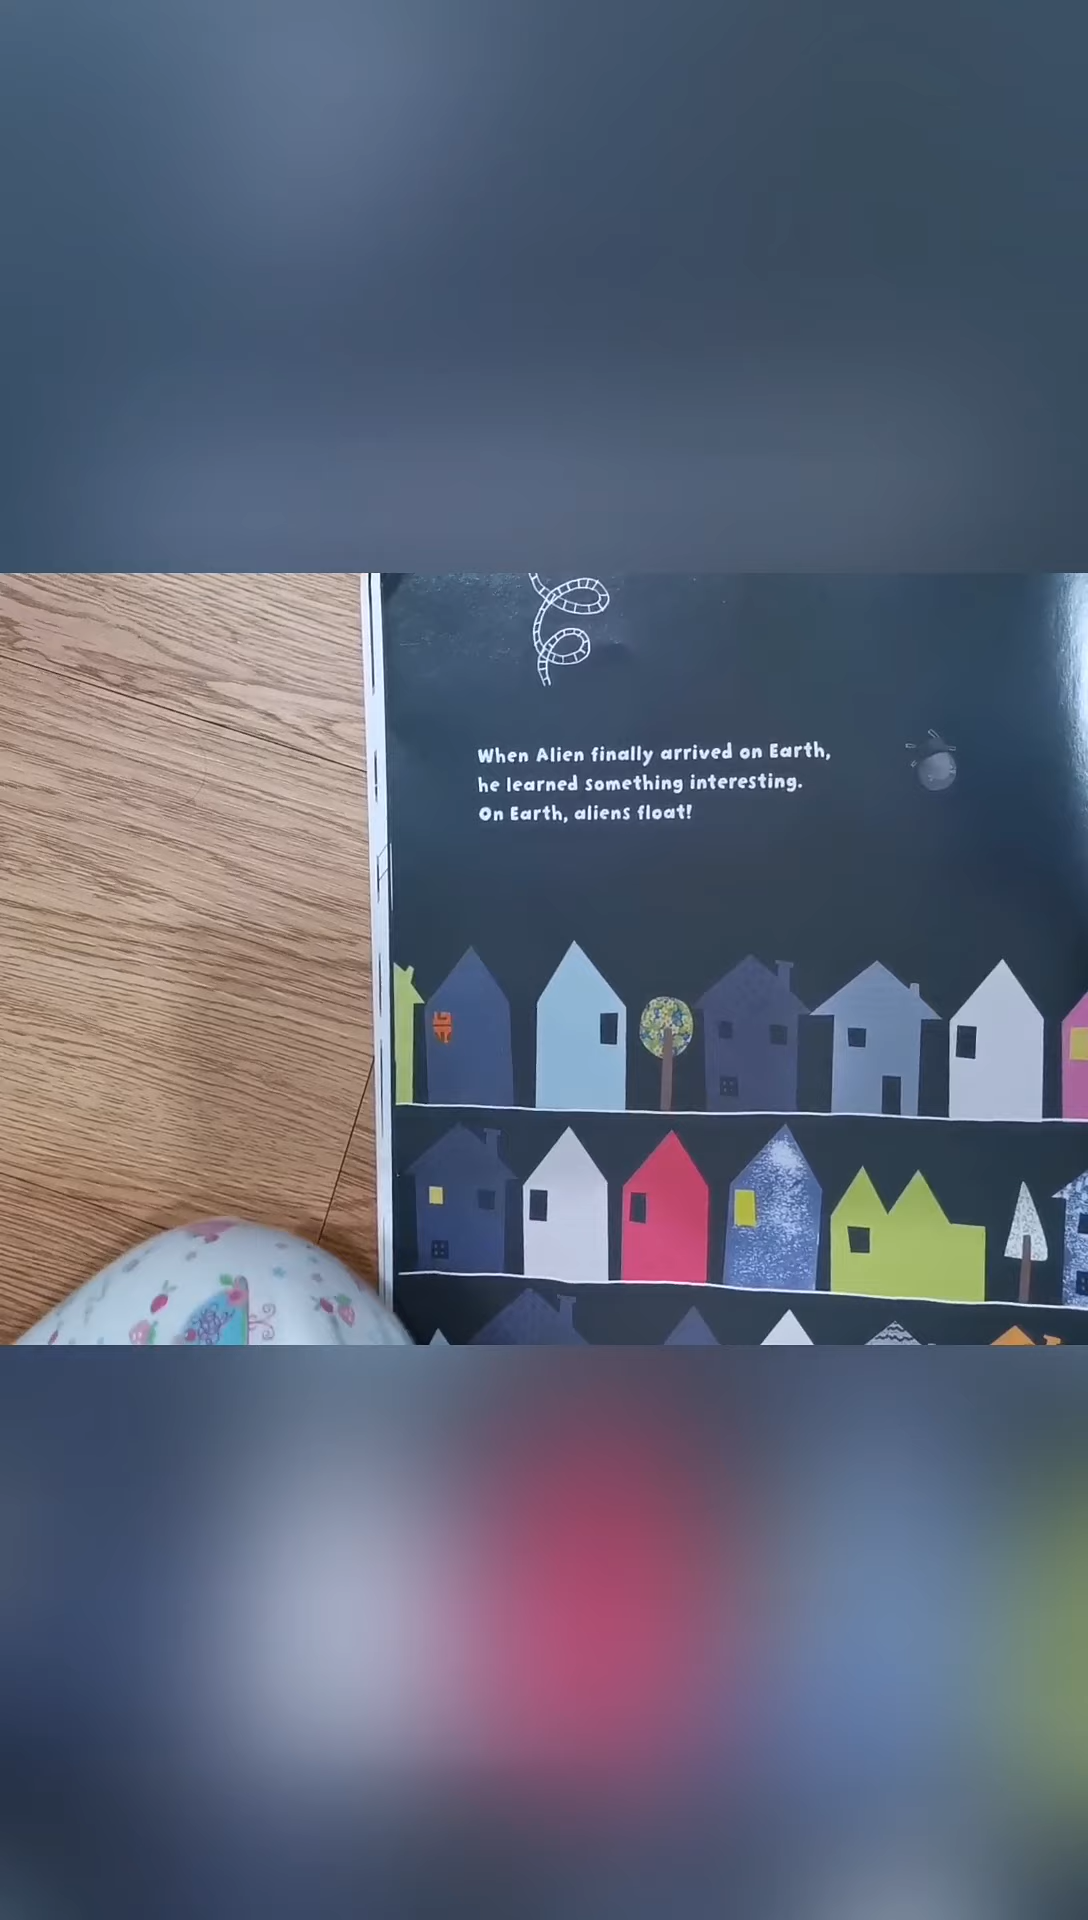 When Alien finally arrived on Earth,
he learned something interesting.
On Earth, aliens float!